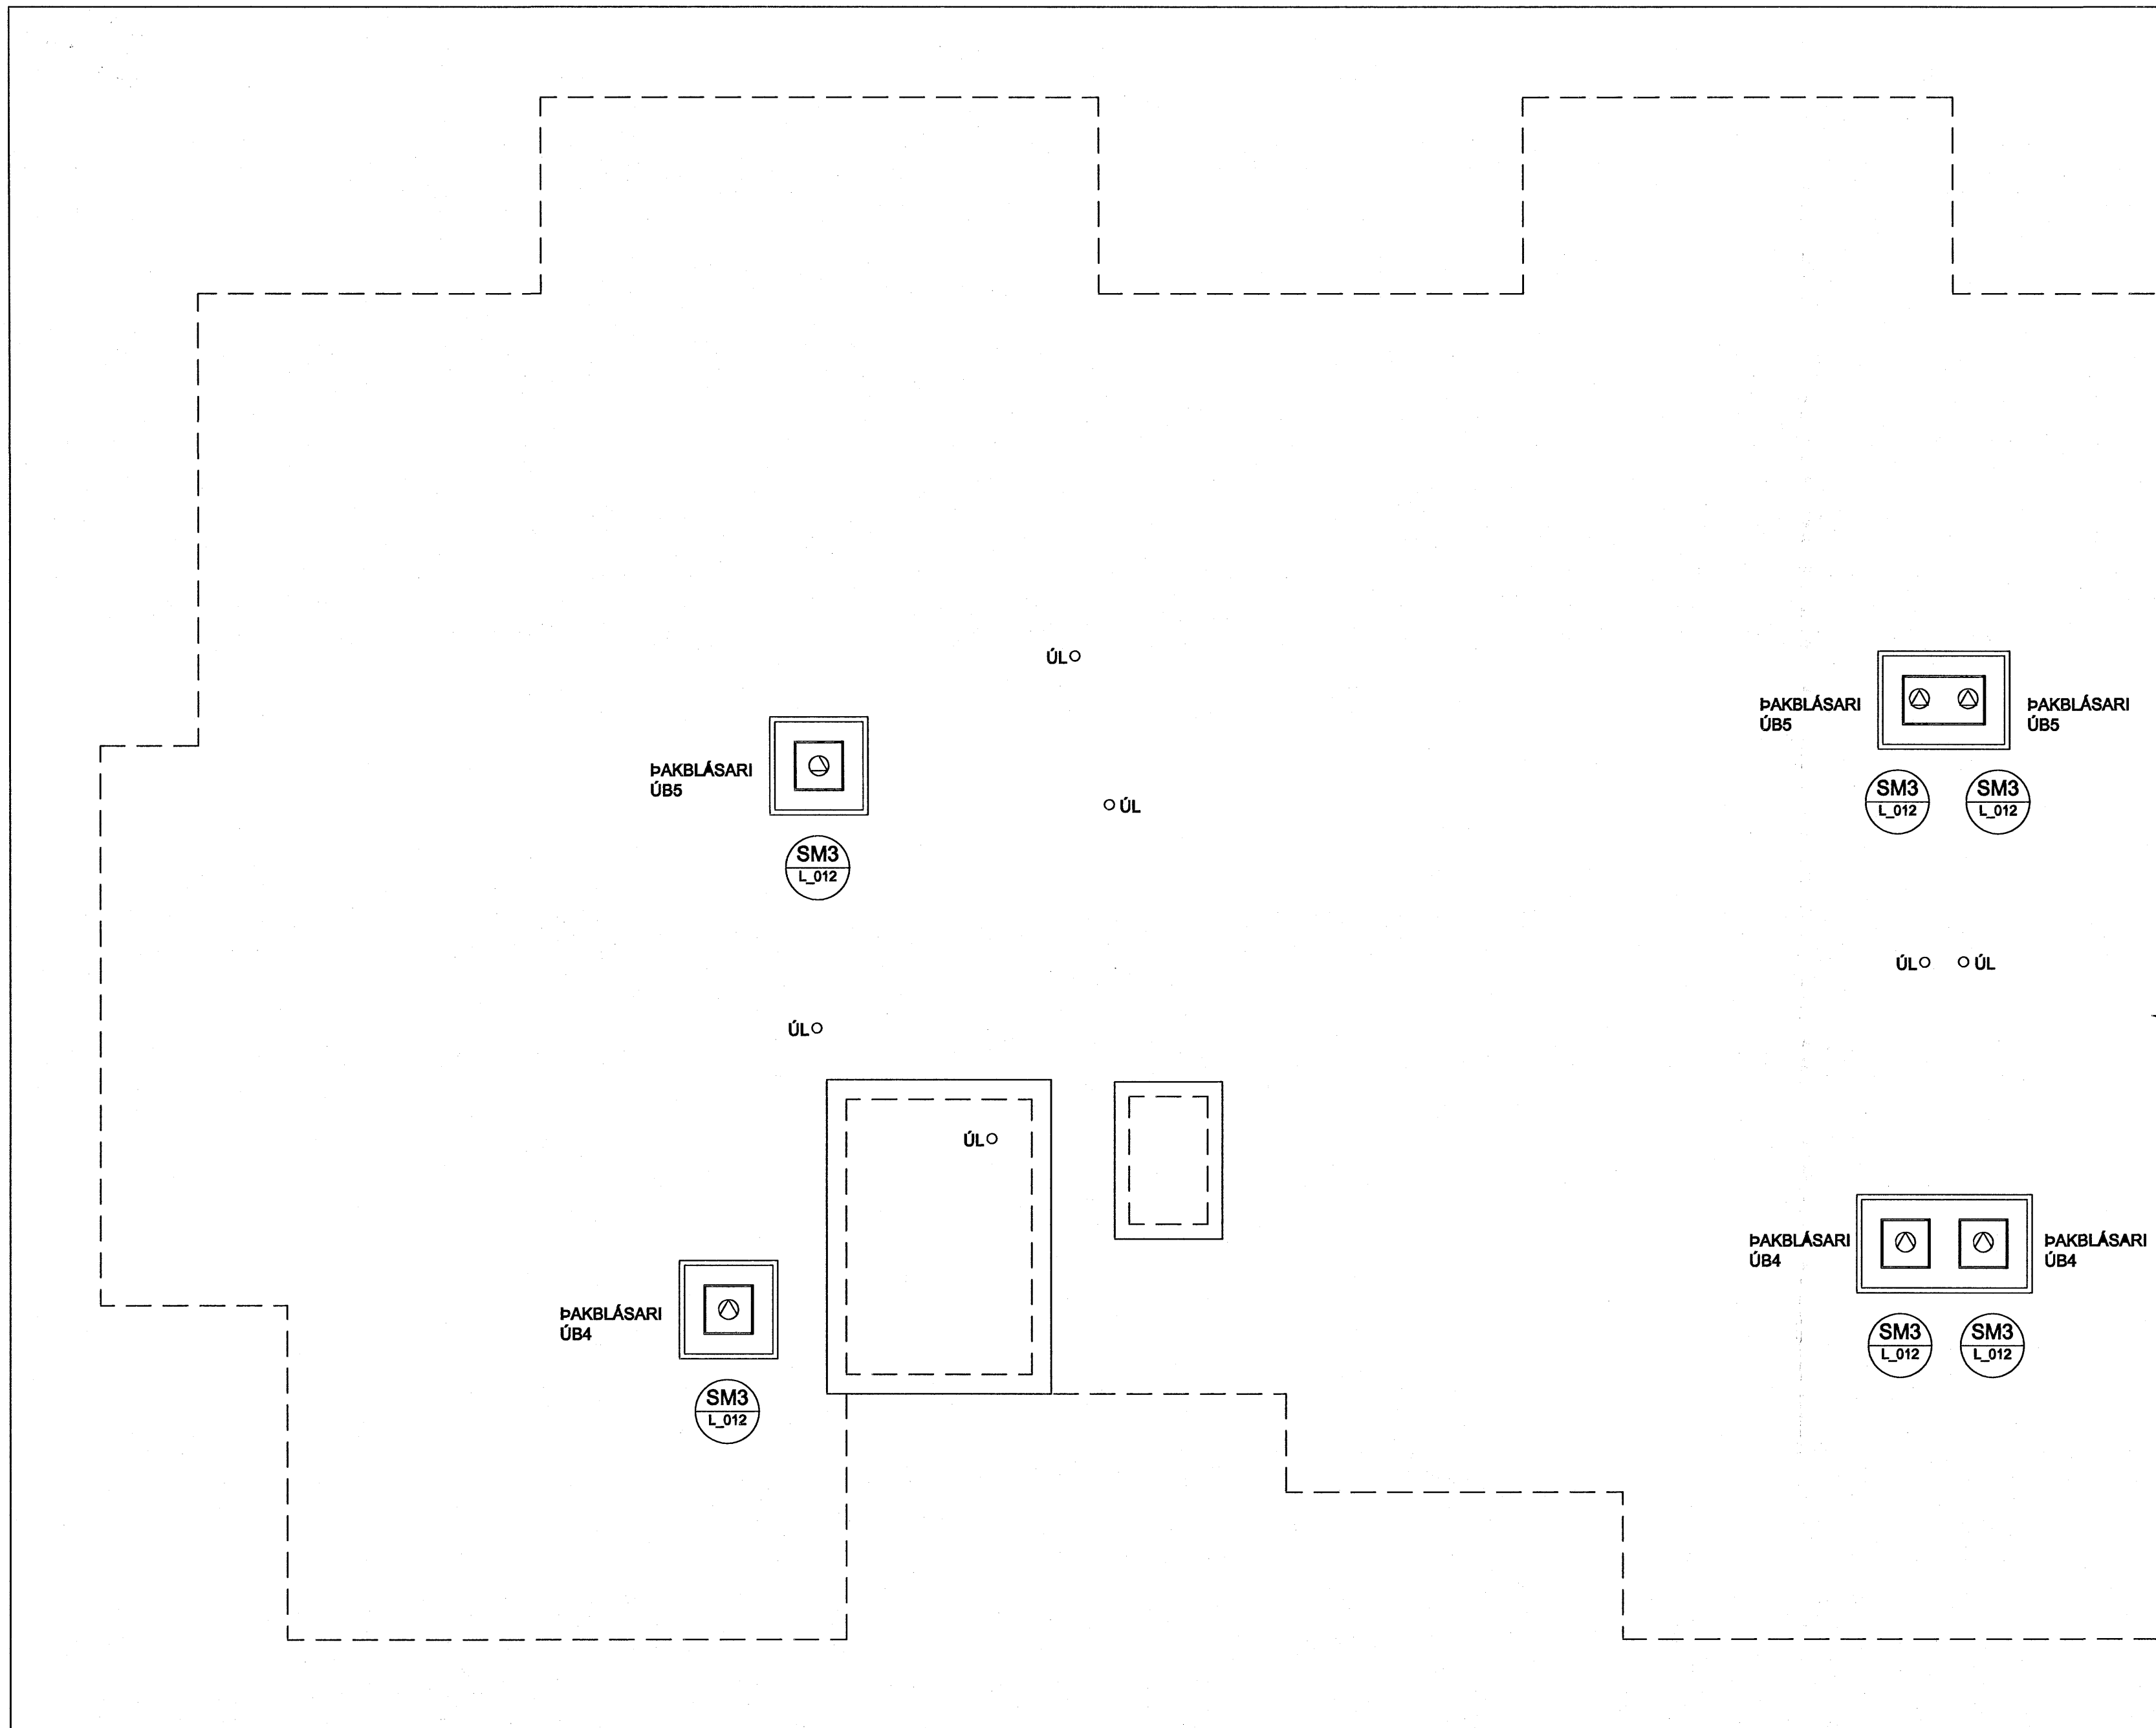 ÚL
ÞAKBLÁSARI
ÚB5
ÞAKBLÁSARI
ÚB5
ÞAKBLÁSARI
ÚB5
SM3
L_012
SM3
L_012
ÚL
SM3
L_012
ÚL
ÚL
ÚL
ÚL
ÞAKBLÁSARI
ÚB4
ÞAKBLÁSARI
ÚB4
ÞAKBLÁSARI
ÚB4
SM3
L_012
SM3
L_012
SM3
L_012